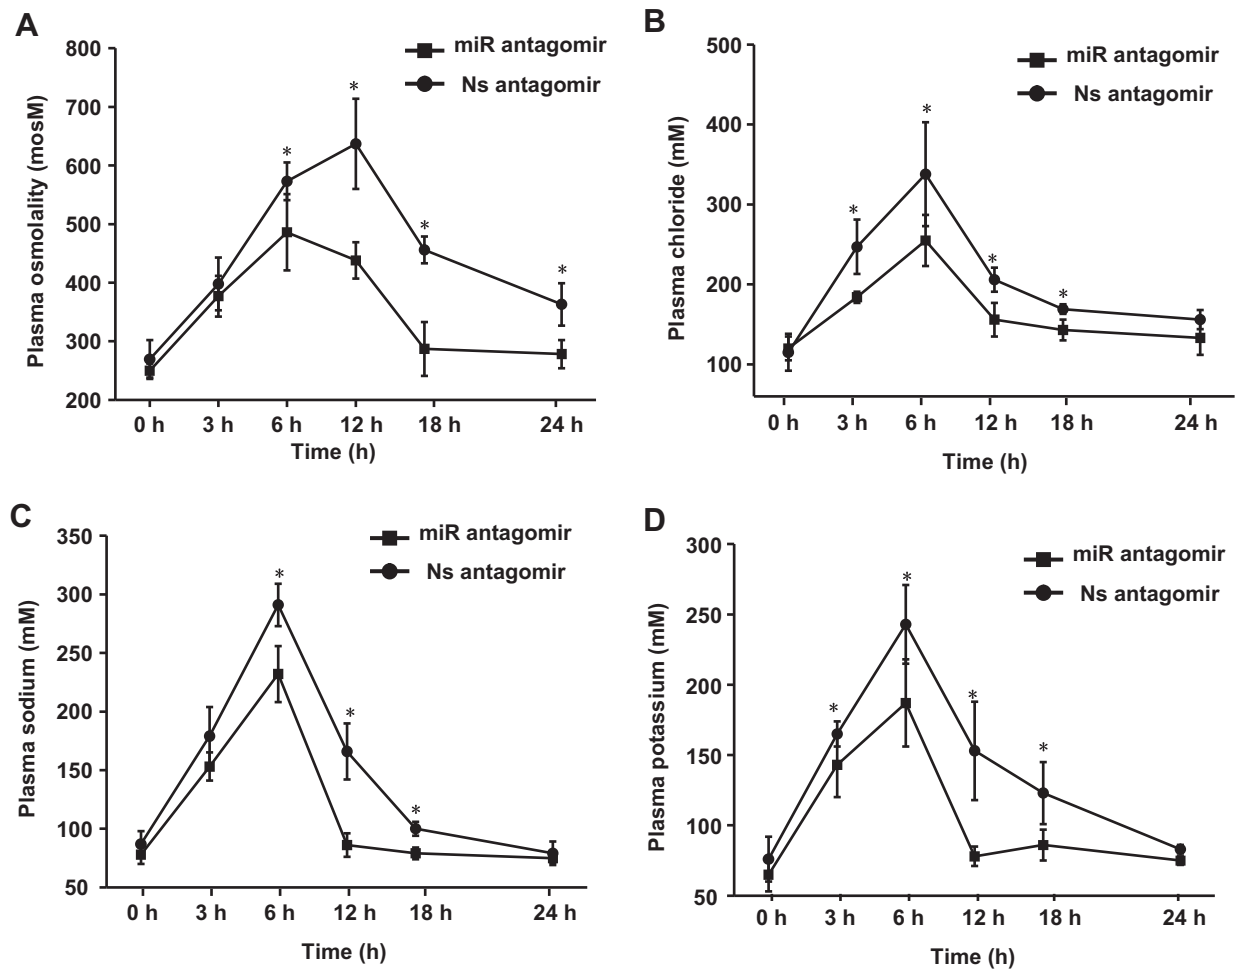 A
miR antagomir
Ns antagomir
Plasma osmolality (mosM)
800
700
600
500
400
300
200
*
*
*
*
0 h 3 h 6 h 12 h 18 h 24 h
Time (h)
B
miR antagomir
Ns antagomir
Plasma chloride (mM)
500
400
300
200
100
*
*
*
*
0 h 3 h 6 h 12 h 18 h 24 h
Time (h)
C
miR antagomir
Ns antagomir
Plasma sodium (mM)
350
300
250
200
150
100
50
*
*
*
0 h 3 h 6 h 12 h 18 h 24 h
Time (h)
D
miR antagomir
Ns antagomir
Plasma potassium (mM)
300
250
200
150
100
50
*
*
*
*
0 h 3 h 6 h 12 h 18 h 24 h
Time (h)